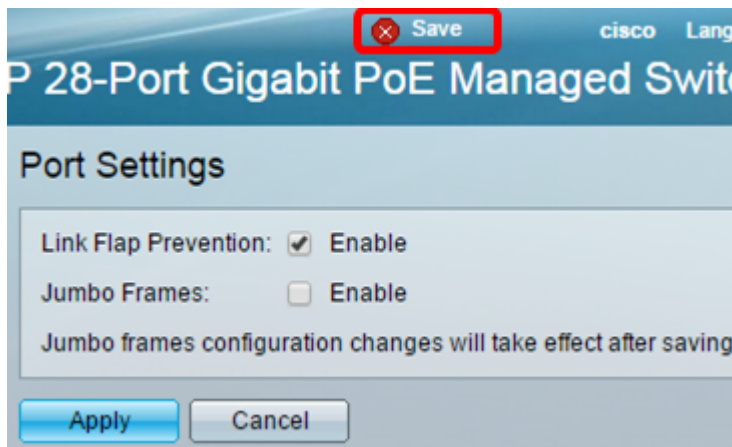 Save cisco
P 28-Port Gigabit PoE Managed
Port Settings
Link Flap Prevention: Enable
Jumbo Frames: Enable
Jumbo frames configuration changes will take effect after saving
Apply Cancel